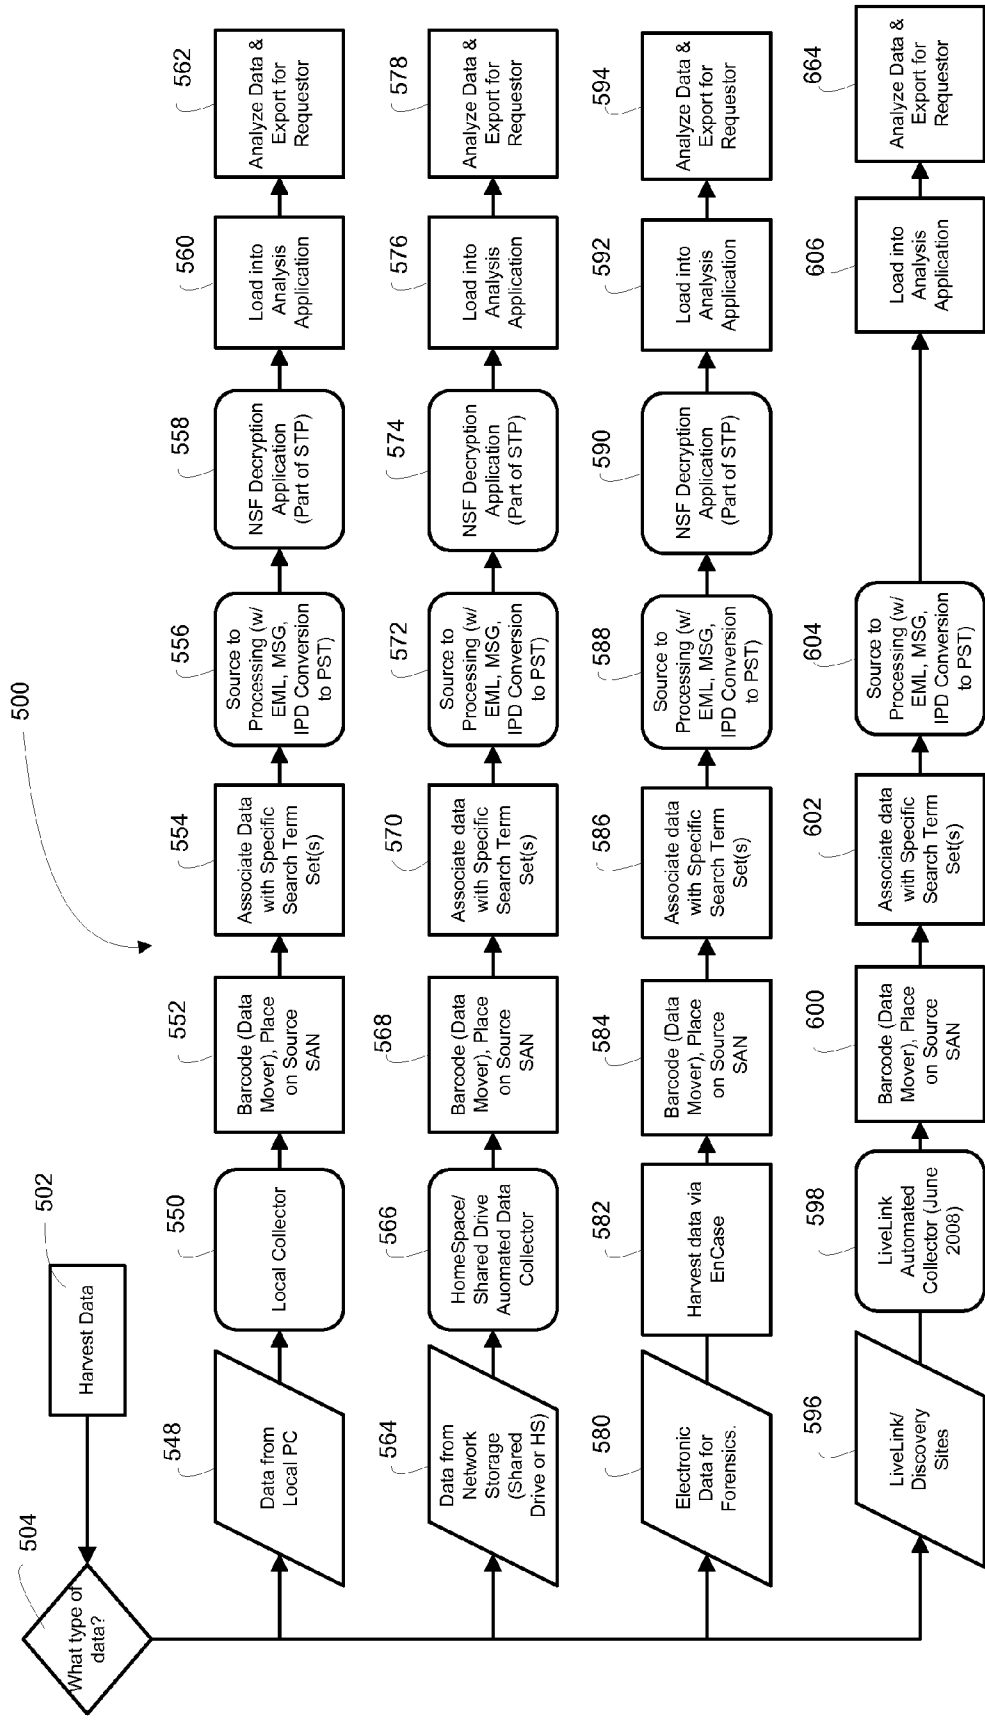 500
502
Harvest Data
504
What type of
data?
548
Data from
Local PC
550
Local Collector
552
Barcode (Data
Mover), Place
on Source
SAN
554
Associate Data
with Specific
Search Term
Set(s)
556
Source to
Processing (w/
EML, MSG,
IPD Conversion
to PST)
558
NSF Decryption
Application
(Part of STP)
560
Load into
Analysis
Application
562
Analyze Data &
Export for
Requestor
564
Data from
Network
Storage
(Shared
Drive or HS)
566
HomeSpace/
Shared Drive
Auomated Data
Collector
568
Barcode (Data
Mover), Place
on Source
SAN
570
Associate data
with Specific
Search Term
Set(s)
572
Source to
Processing (w/
EML, MSG,
IPD Conversion
to PST)
574
NSF Decryption
Application
(Part of STP)
576
Load into
Analysis
Application
578
Analyze Data &
Export for
Requestor
580
Electronic
Data for
Forensics.
582
Harvest data via
EnCase
584
Barcode (Data
Mover), Place
on Source
SAN
586
Associate data
with Specific
Search Term
Set(s)
588
Source to
Processing (w/
EML, MSG,
IPD Conversion
to PST)
590
NSF Decryption
Application
(Part of STP)
592
Load into
Analysis
Application
594
Analyze Data &
Export for
Requestor
596
LiveLink/
Discovery
Sites
598
LiveLink
Automated
Collector (June
2008)
600
Barcode (Data
Mover), Place
on Source
SAN
602
Associate data
with Specific
Search Term
Set(s)
604
Source to
Processing (w/
EML, MSG,
IPD Conversion
to PST)
606
Load into
Analysis
Application
664
Analyze Data &
Export for
Requestor